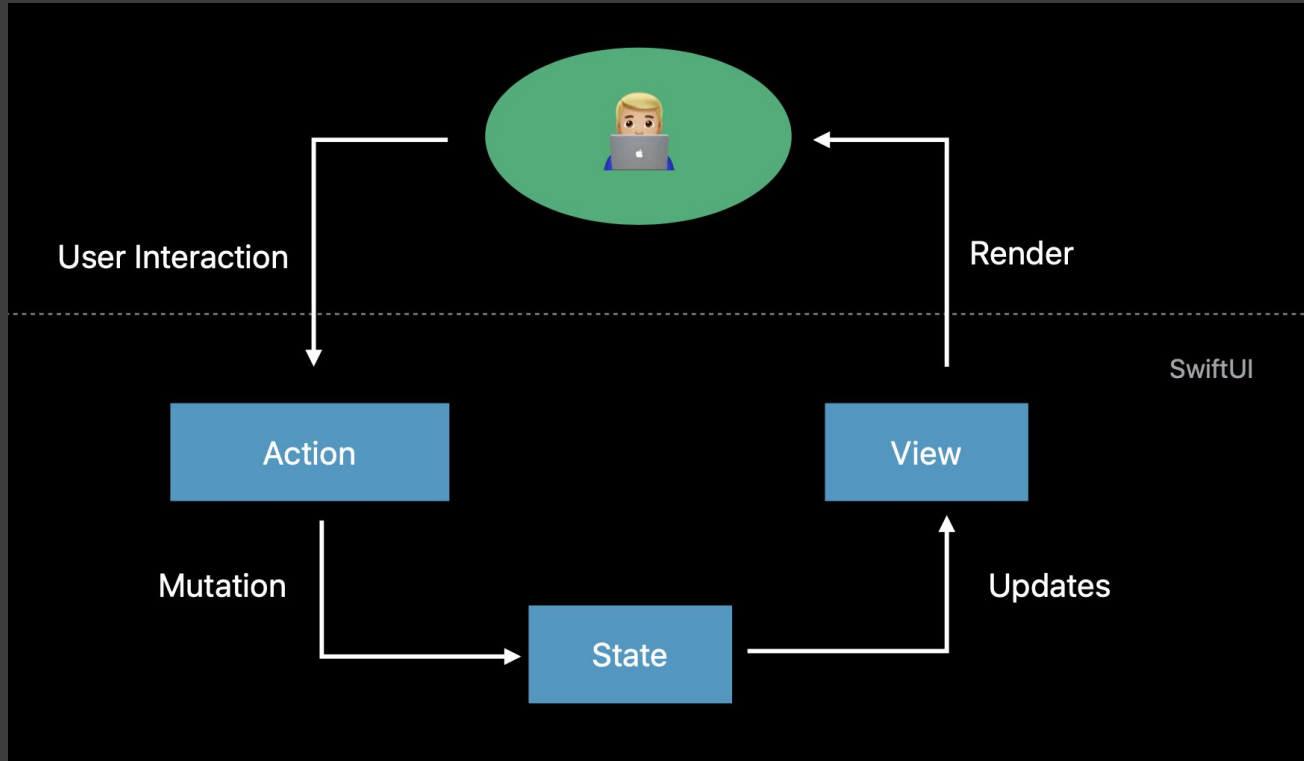 User Interaction
Render
SwiftUI
Action
View
Mutation
Updates
State